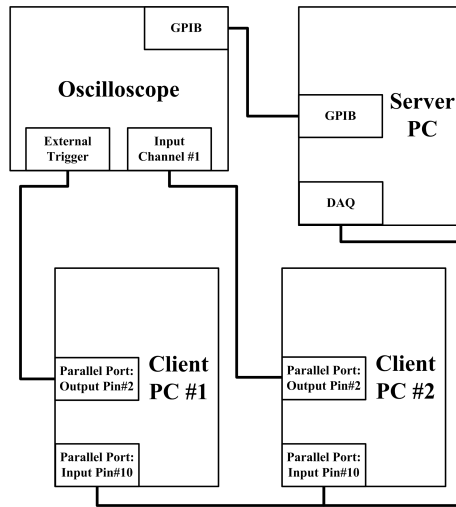 GPIB
Oscilloscope
External
Trigger
Input
Channel #1
Server
PC
GPIB
DAQ
Client
PC #1
Parallel Port:
Output Pin#2
Parallel Port:
Input Pin#10
Client
PC #2
Parallel Port:
Output Pin#2
Parallel Port:
Input Pin#10